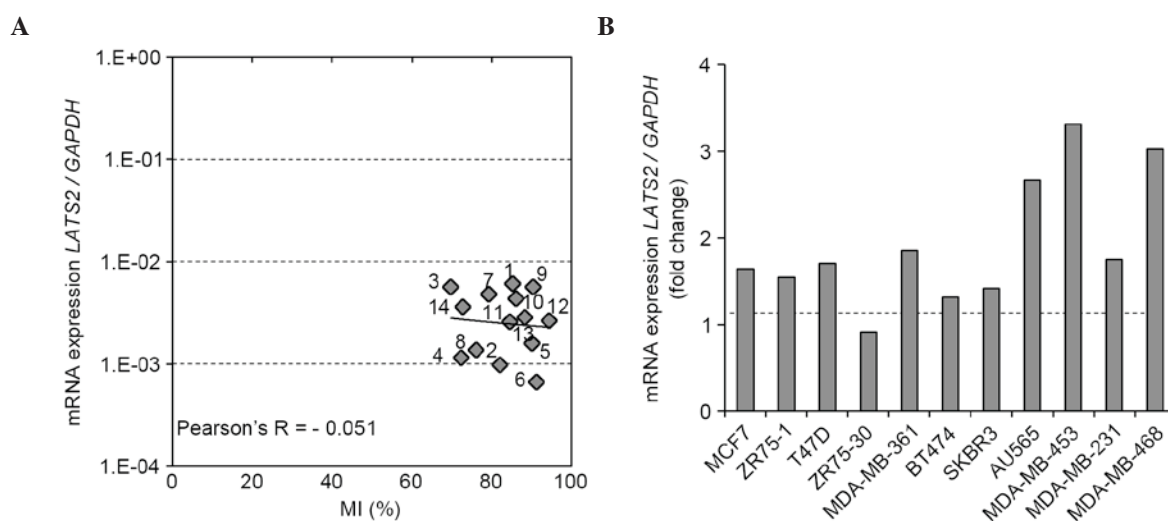 A
mRNA expression LATS2 / GAPDH
1.E+00
1.E-01
1.E-02
1.E-03
1.E-04
3
14
7
1
9
10
11
12
13
8
4
2
5
6
Pearson's R = - 0.051
0
20
40
60
80
100
MI (%)
B
mRNA expression LATS2 / GAPDH
(fold change)
4
3
2
1
0
MCF7
ZR75-1
T47D
ZR75-30
MDA-MB-361
BT474
SKBR3
AU565
MDA-MB-453
MDA-MB-231
MDA-MB-468